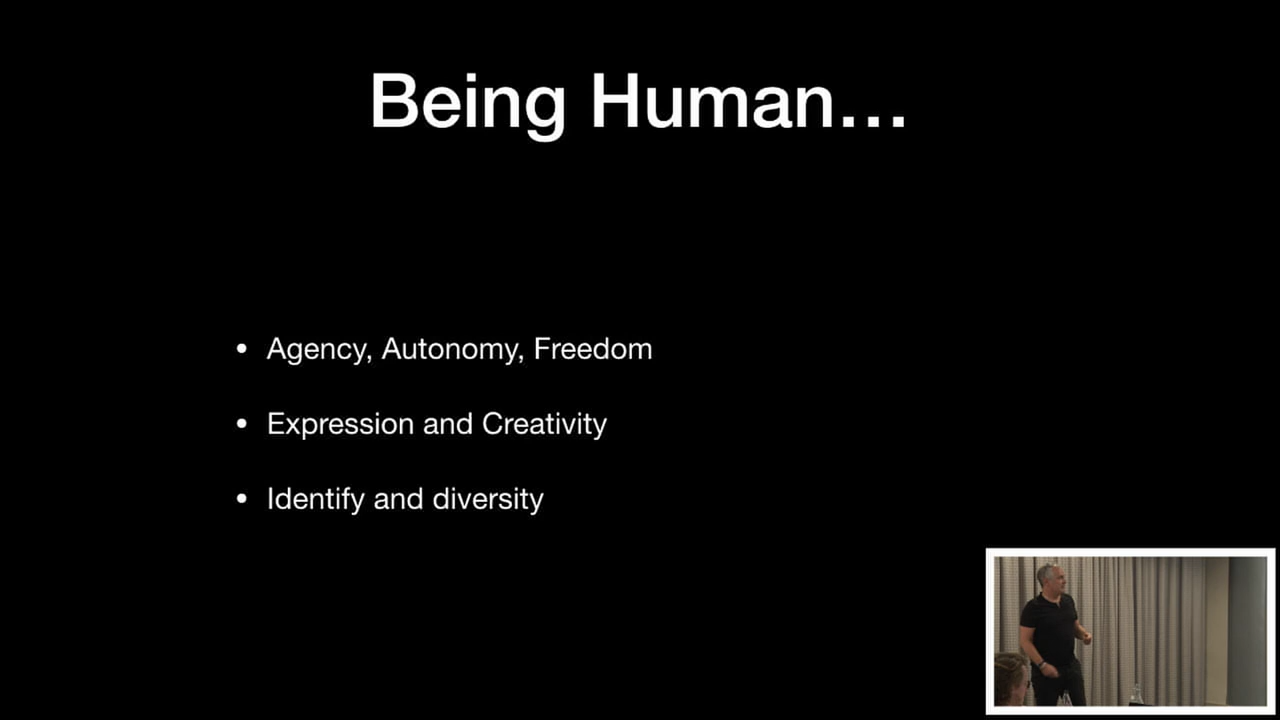 Being Human...
• Agency, Autonomy, Freedom
• Expression and Creativity
• Identify and diversity